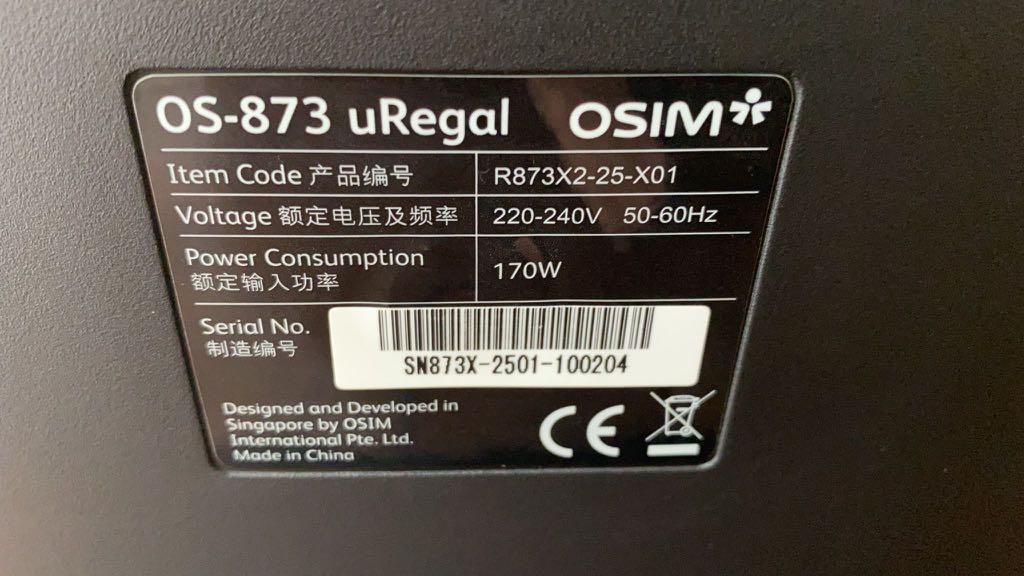 OS-873 uRegal OSIM
Item Code 产品编号 R873X2-25-X01
Voltage 额定电压及频率 220-240V 50-60Hz
Power Consumption
额定输入功率
170W
Serial No.
制造编号
SN873X-2501-100204
Designed and Developed in
Singapore by OSIM
International Pte. Ltd.
Made in China
CE